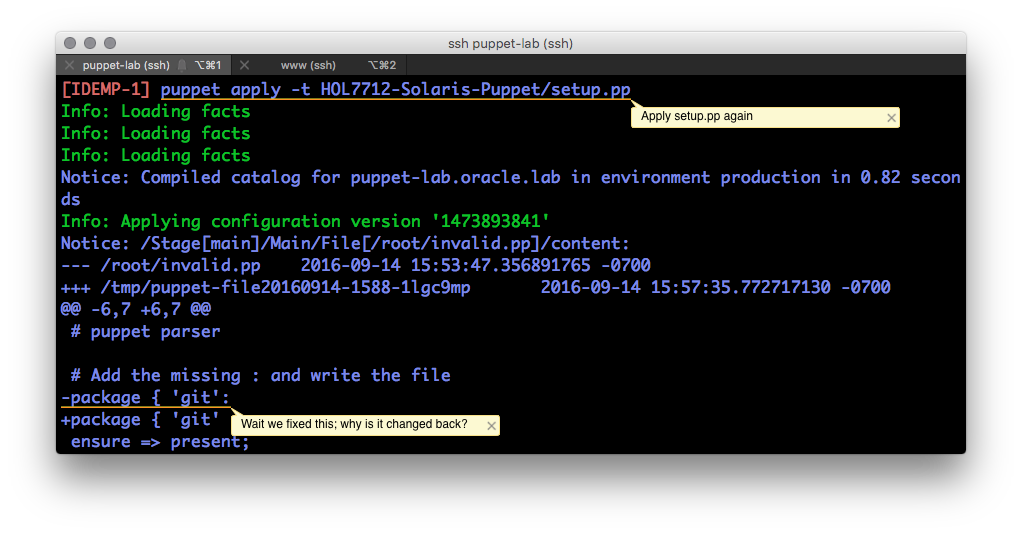 ssh puppet-lab (ssh)
puppet-lab (ssh) ⌥⌘1 www (ssh) ⌥⌘2
[IDEMP-1] puppet apply -t HOL7712-Solaris-Puppet/setup.pp
Info: Loading facts
Apply setup.pp again
Info: Loading facts
Info: Loading facts
Notice: Compiled catalog for puppet-lab.oracle.lab in environment production in 0.82 secon
ds
Info: Applying configuration version '1473893841'
Notice: /Stage[main]/Main/File[/root/invalid.pp]/content:
--- /root/invalid.pp    2016-09-14 15:53:47.356891765 -0700
+++ /tmp/puppet-file20160914-1588-1lgc9mp       2016-09-14 15:57:35.772717130 -0700
@@ -6,7 +6,7 @@
 # puppet parser
 # Add the missing : and write the file
-package { 'git':
+package { 'git'
Wait we fixed this; why is it changed back?
 ensure => present;